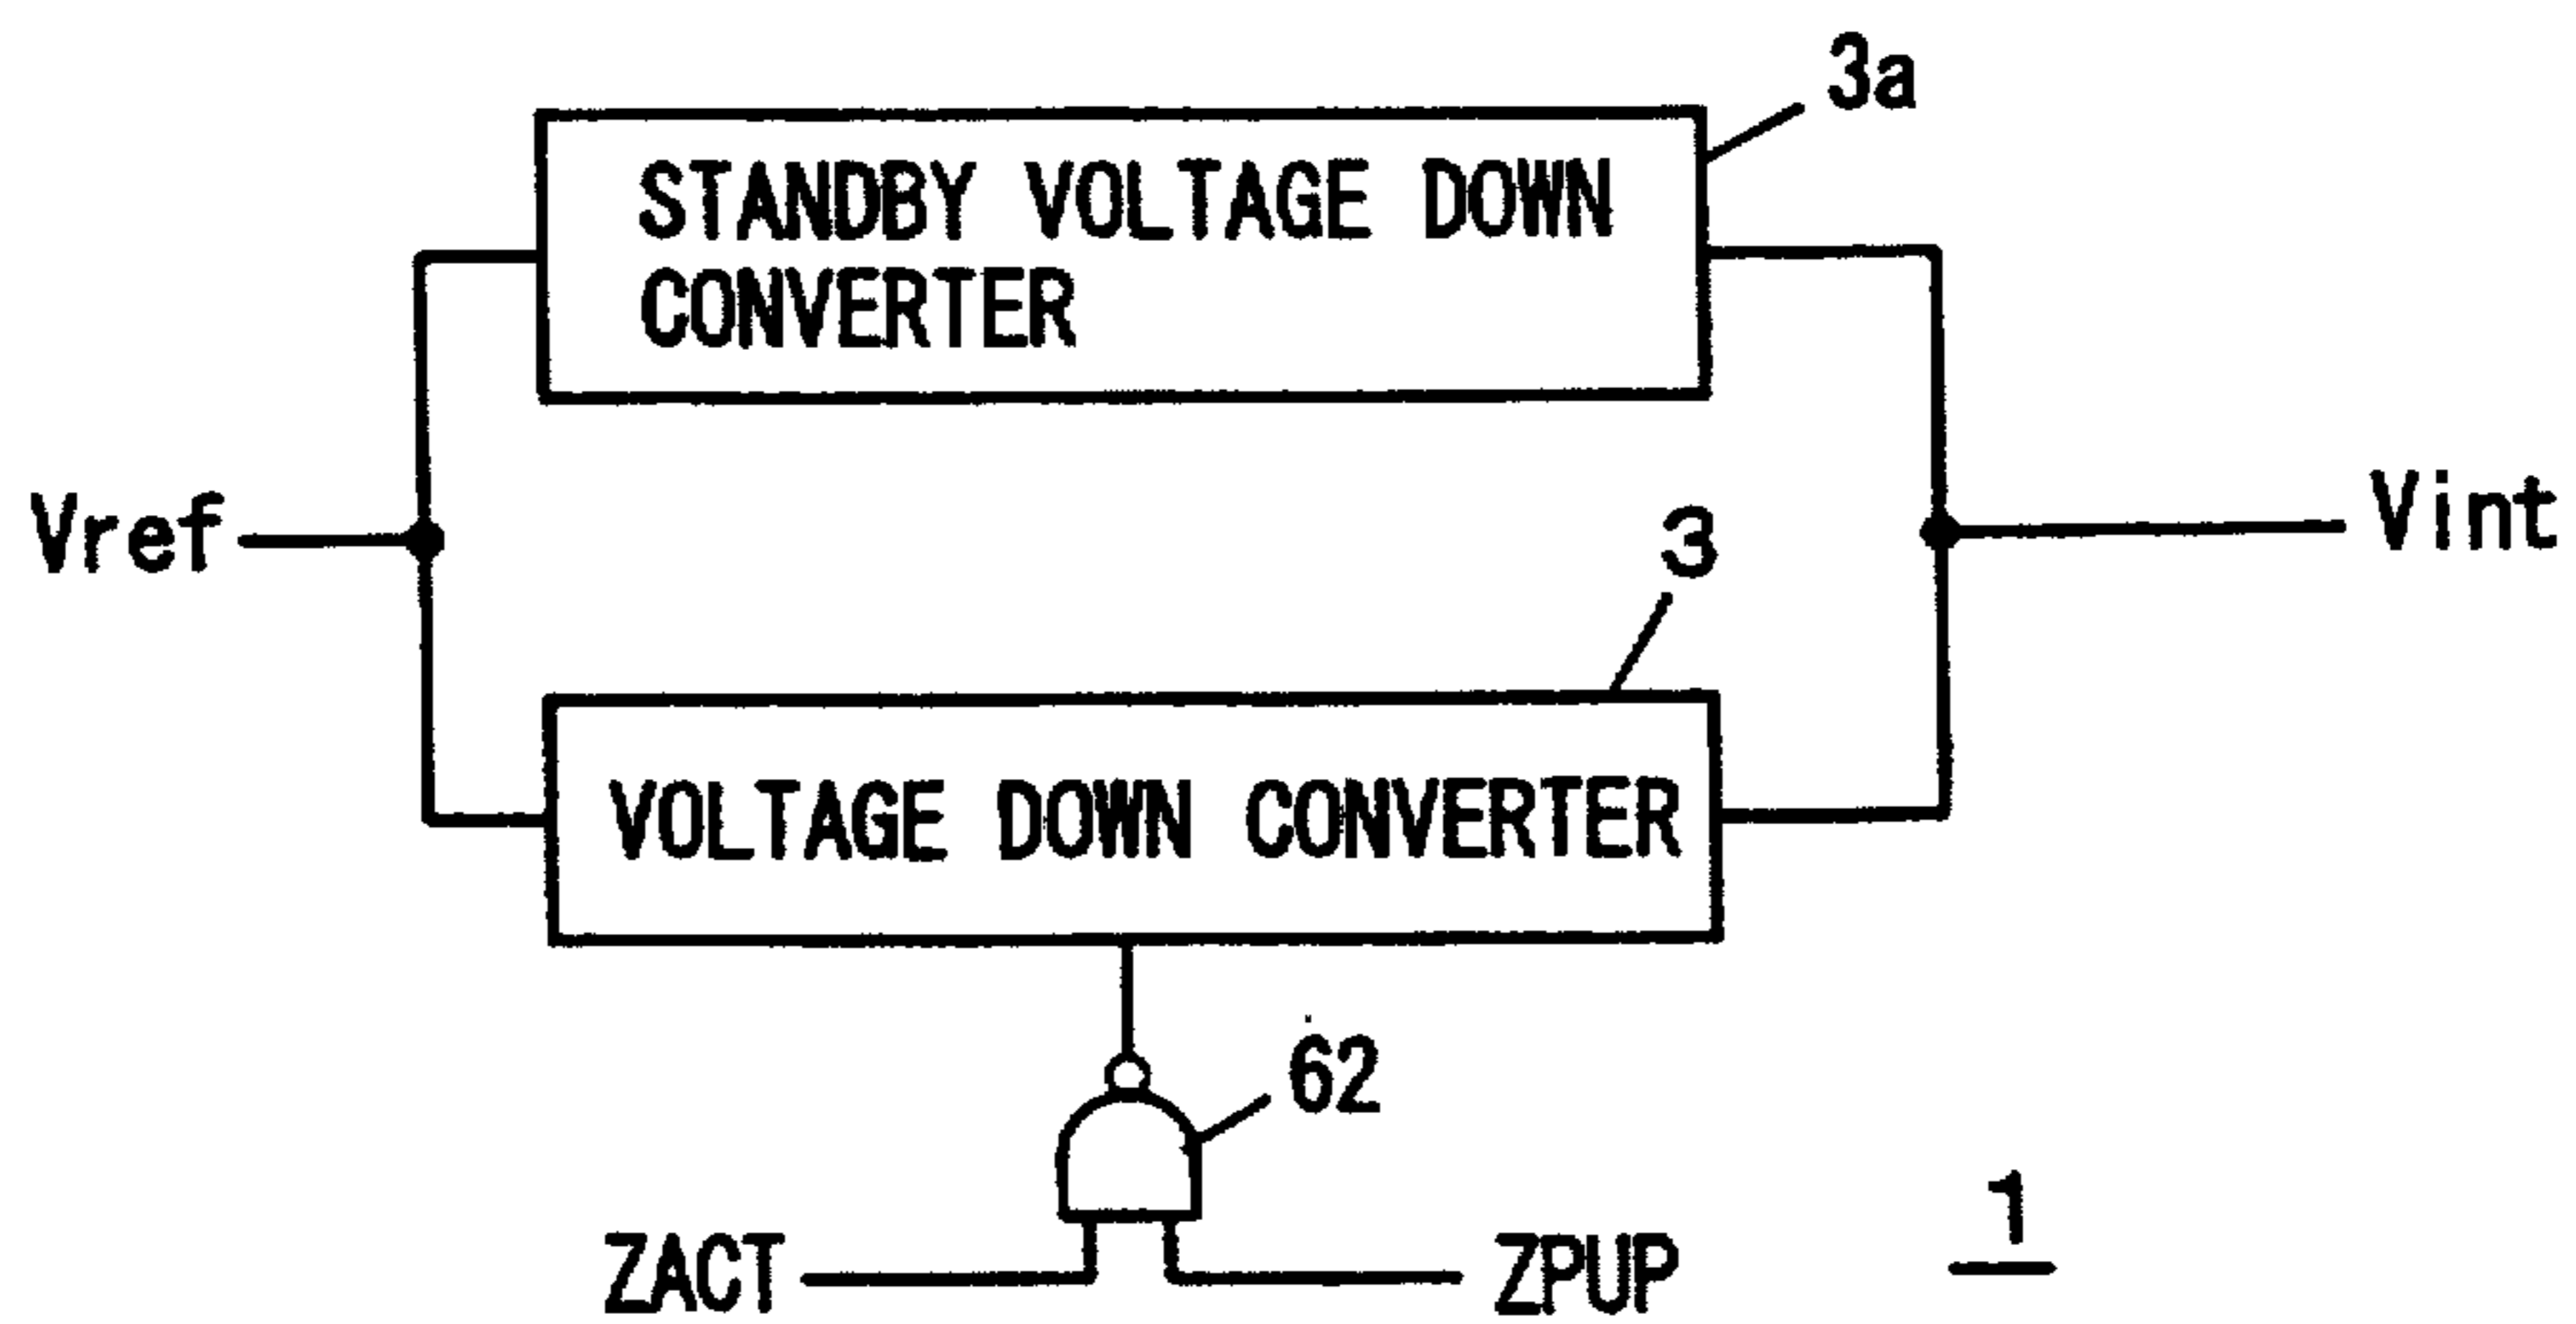 3a
STANDBY VOLTAGE DOWN
CONVERTER
Vref
Vint
3
VOLTAGE DOWN CONVERTER
62
ZACT
ZPUP
1